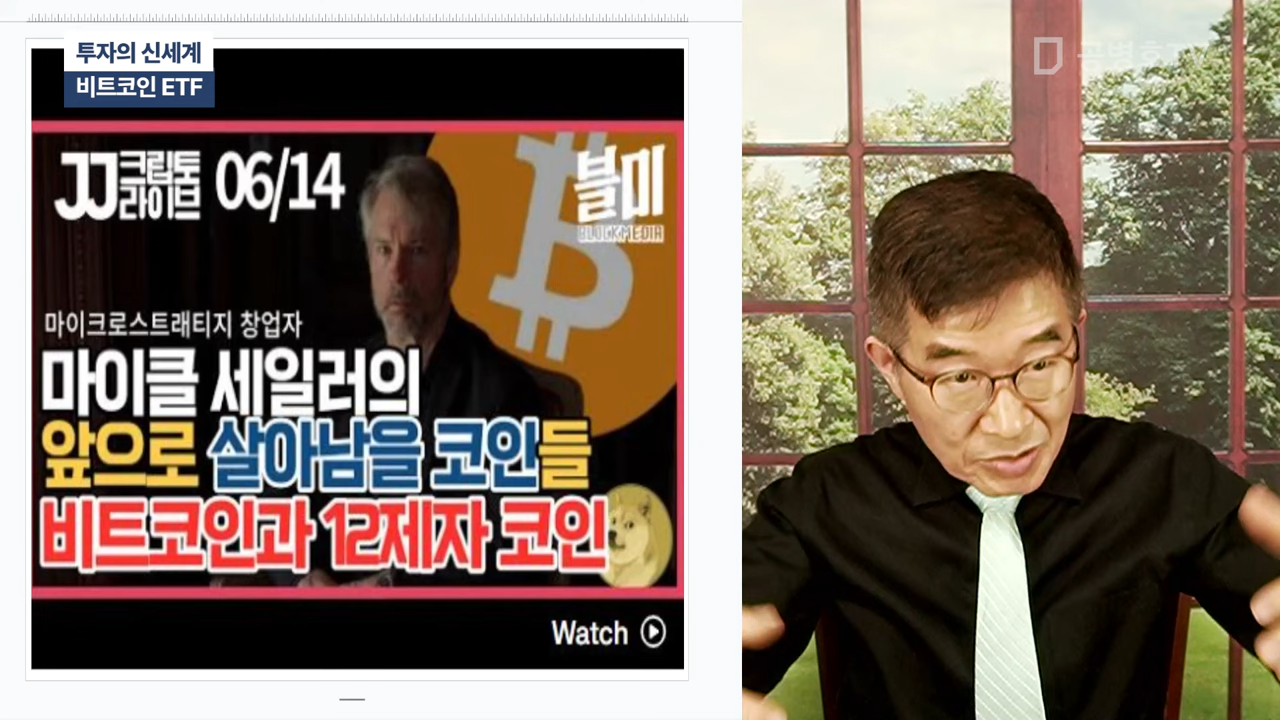 투자의 신세계
비트코인 ETF
JJ크립토
라이브
06/14
블미
BLOCKMEDIA
마이크로스트래티지 창업자
마이클 세일러의
앞으로 살아남을 코인들
비트코인과 12제자 코인
Watch